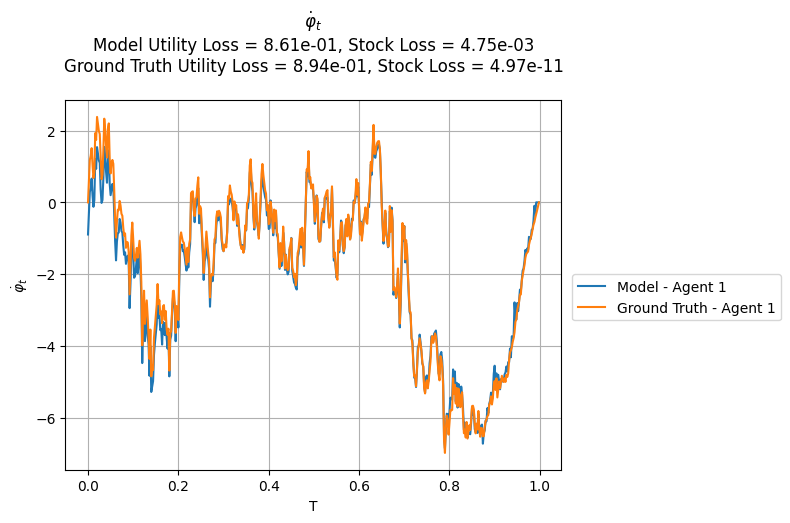 φ̇ₜ
Model Utility Loss = 8.61e-01, Stock Loss = 4.75e-03
Ground Truth Utility Loss = 8.94e-01, Stock Loss = 4.97e-11
2
0
−2
−4
−6
φ̇ₜ
0.0 0.2 0.4 0.6 0.8 1.0
T
Model - Agent 1
Ground Truth - Agent 1